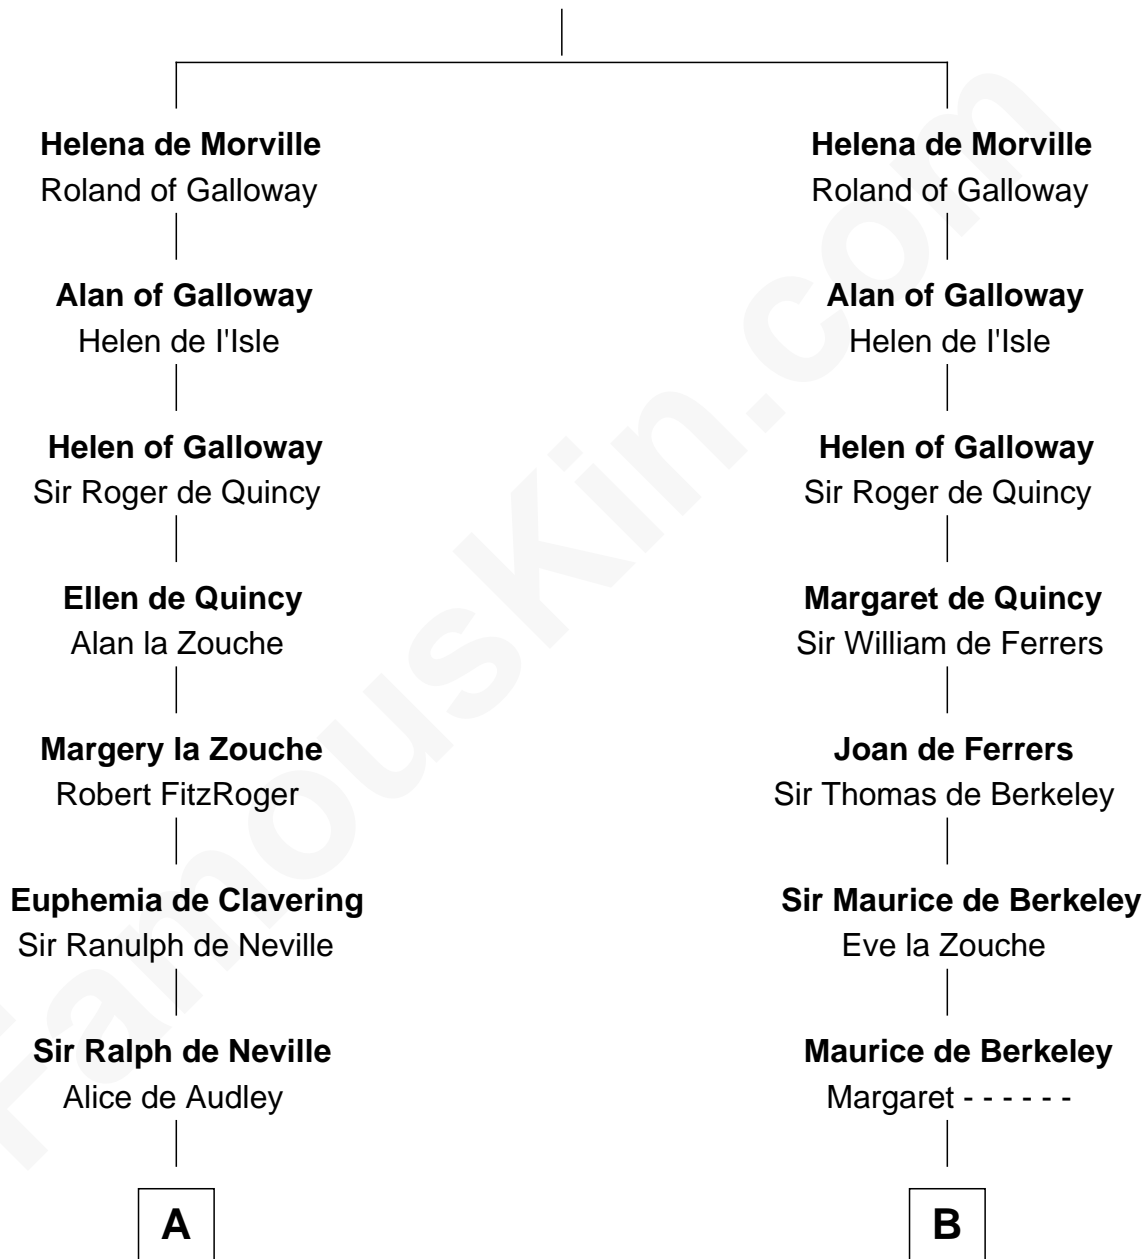 Helena de Morville
Roland of Galloway
Alan of Galloway
Helen de l'Isle
Helen of Galloway
Sir Roger de Quincy
Ellen de Quincy
Alan la Zouche
Margery la Zouche
Robert FitzRoger
Euphemia de Clavering
Sir Ranulph de Neville
Sir Ralph de Neville
Alice de Audley
A
Helena de Morville
Roland of Galloway
Alan of Galloway
Helen de l'Isle
Helen of Galloway
Sir Roger de Quincy
Margaret de Quincy
Sir William de Ferrers
Joan de Ferrers
Sir Thomas de Berkeley
Sir Maurice de Berkeley
Eve la Zouche
Maurice de Berkeley
Margaret - - - - - -
B
FamousKin.com